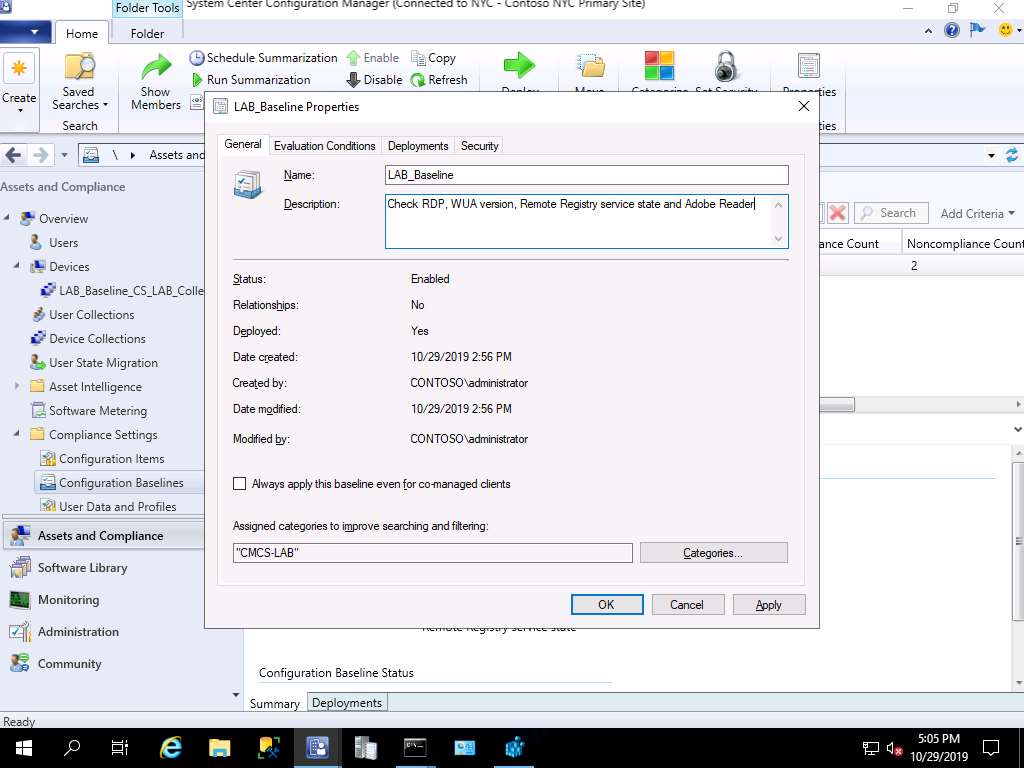 Folder Tools
System Center Configuration Manager (Connected to NYC - Contoso NYC Primary Site)
Home
Folder
Create
Saved Searches
Search
Show Members
Schedule Summarization
Run Summarization
Enable
Disable
Copy
Refresh
Deploy
Move
Categorize
Set Security
Properties
\
Assets and
Assets and Compliance
Overview
Users
Devices
LAB_Baseline_CS_LAB_Colle
User Collections
Device Collections
User State Migration
Asset Intelligence
Software Metering
Compliance Settings
Configuration Items
Configuration Baselines
User Data and Profiles
Assets and Compliance
Software Library
Monitoring
Administration
Community
Search
Add Criteria
ance Count
Noncompliance Count
2
LAB_Baseline Properties
General
Evaluation Conditions
Deployments
Security
Name:
LAB_Baseline
Description:
Check RDP, WUA version, Remote Registry service state and Adobe Reader
Status:
Enabled
Relationships:
No
Deployed:
Yes
Date created:
10/29/2019 2:56 PM
Created by:
CONTOSO\administrator
Date modified:
10/29/2019 2:56 PM
Modified by:
CONTOSO\administrator
Always apply this baseline even for co-managed clients
Assigned categories to improve searching and filtering:
"CMCS-LAB"
Categories...
OK
Cancel
Apply
Remote Registry service state
Configuration Baseline Status
Summary
Deployments
Ready
5:05 PM
10/29/2019